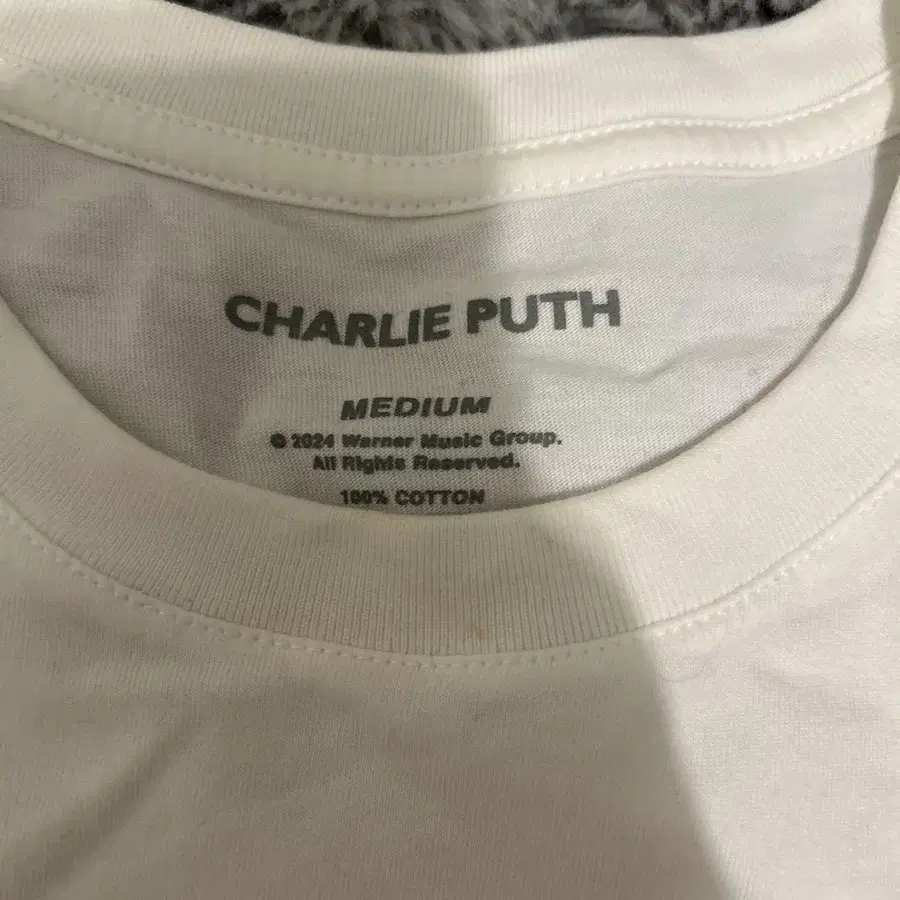 CHARLIE PUTH
MEDIUM
© 2024 Warner Music Group.
All Rights Reserved.
100% COTTON